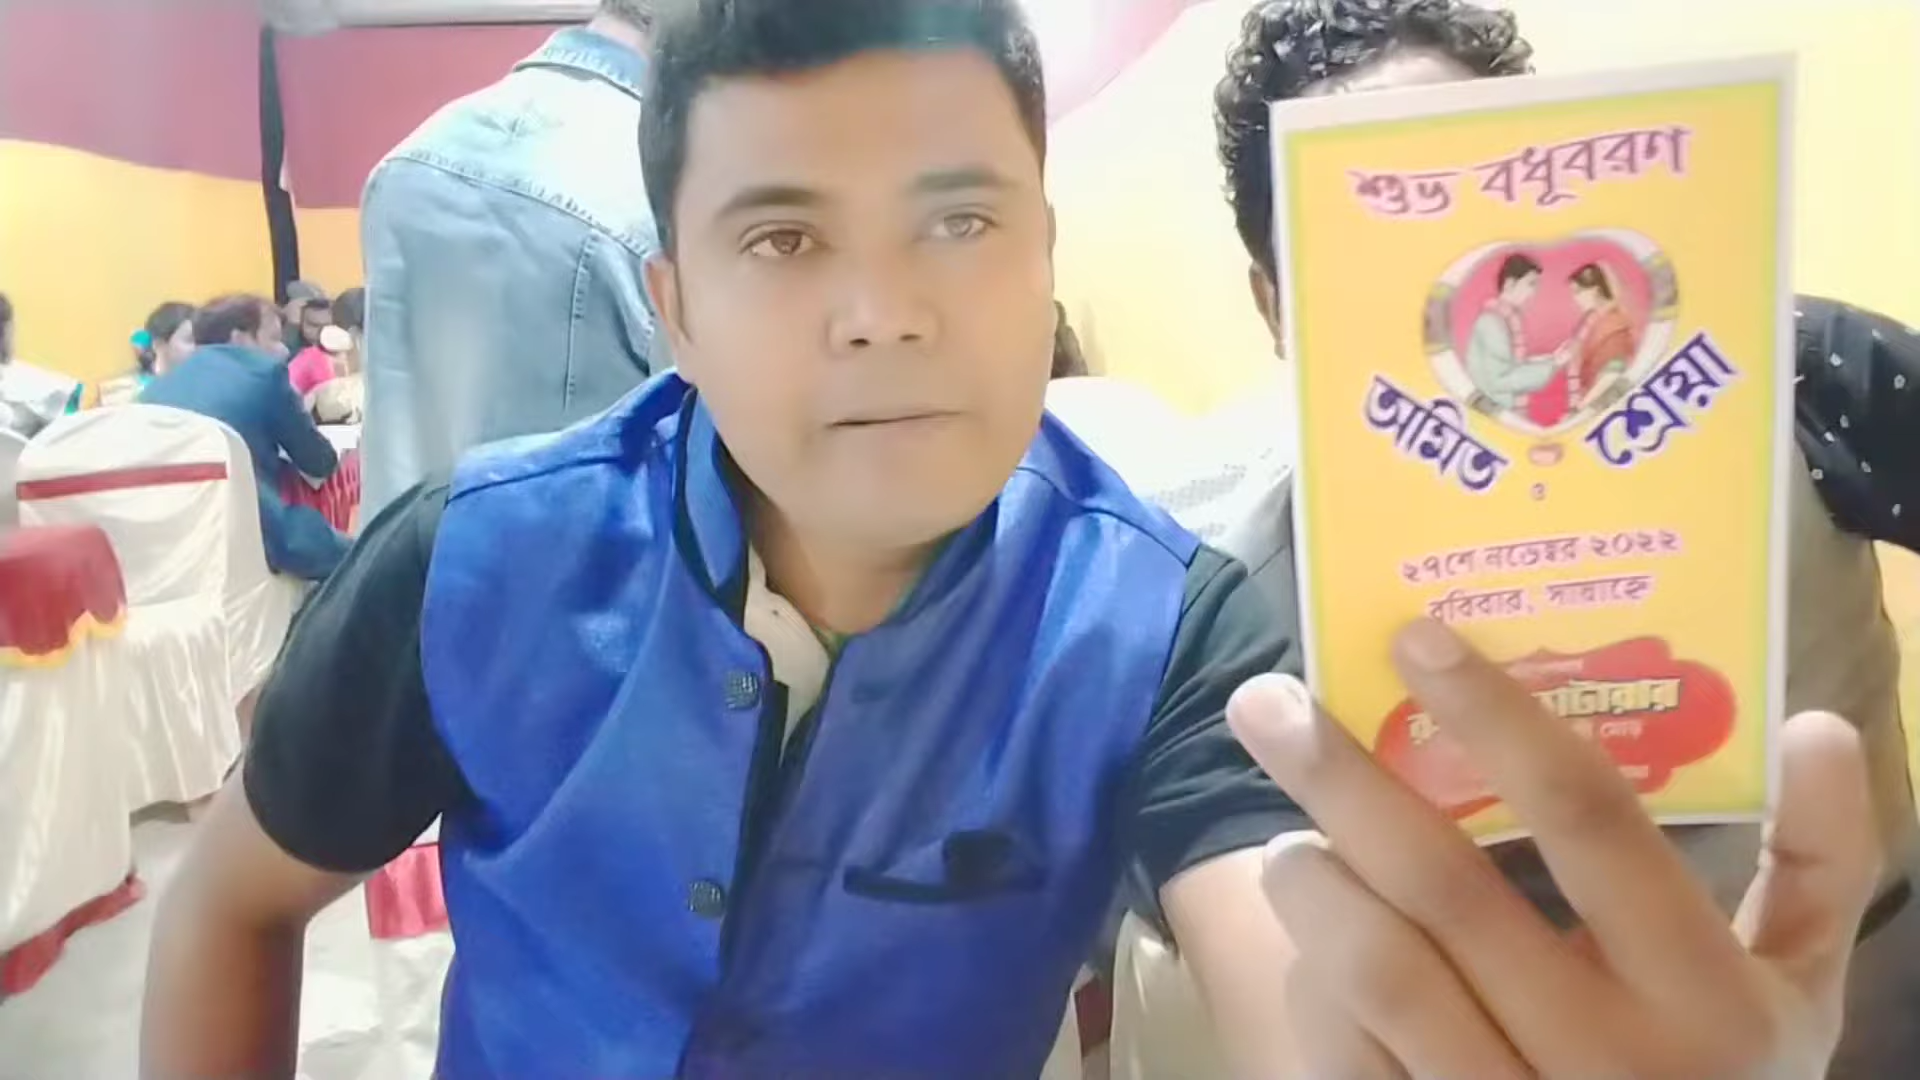 শুভ বধূবরণ
অমিত
ও
শ্রেয়া
২৭শে নভেম্বর ২০২২
রবিবার, সায়াহ্নে
মোড়